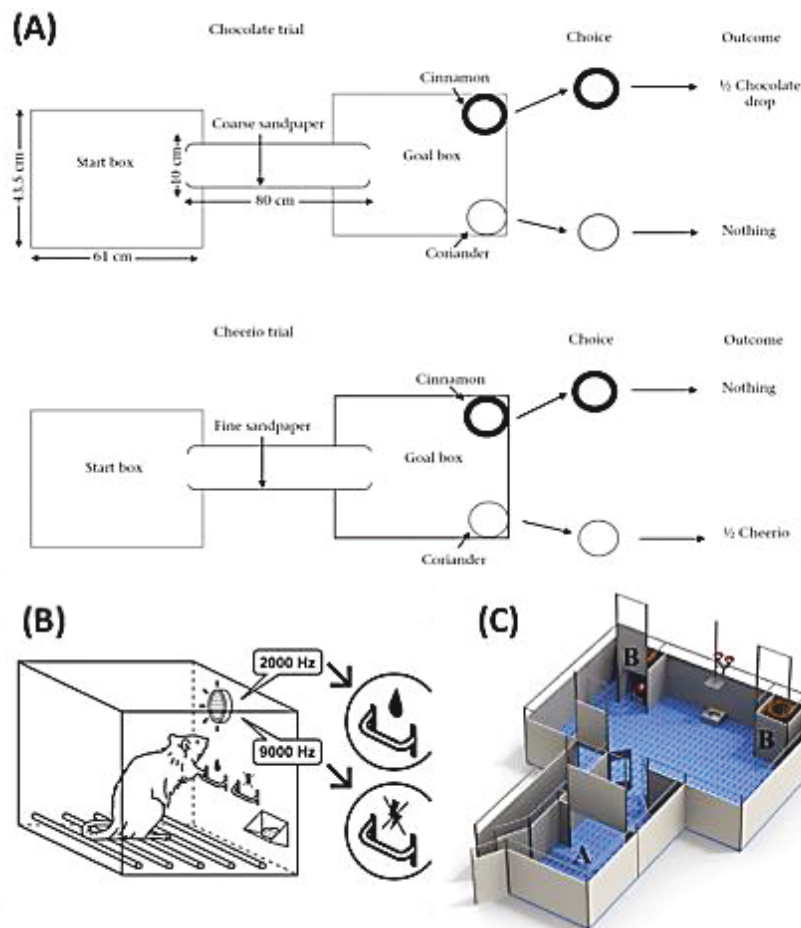 (A)
Chocolate trial
Choice
Outcome
Cinnamon
½ Chocolate
drop
Coarse sandpaper
Start box
Goal box
43.5 cm
10 cm
80 cm
61 cm
Coriander
Nothing
Cheerio trial
Choice
Outcome
Cinnamon
Nothing
Fine sandpaper
Start box
Goal box
Coriander
½ Cheerio
(B)
2000 Hz
9000 Hz
(C)
B
B
A